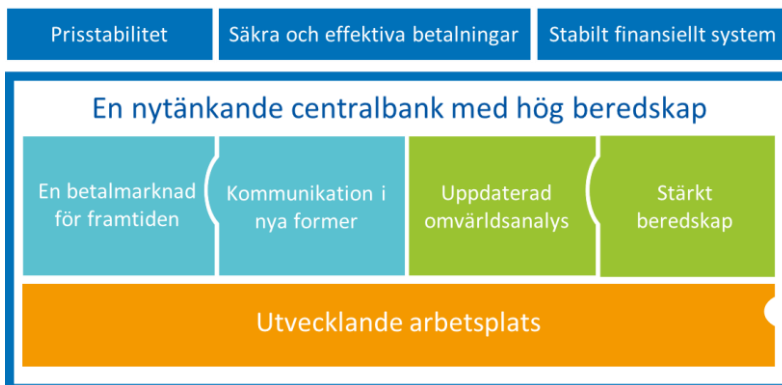 Prisstabilitet
Säkra och effektiva betalningar
Stabilt finansiellt system
En nytänkande centralbank med hög beredskap
En betalmarknad
för framtiden
Kommunikation i
nya former
Uppdaterad
omvärldsanalys
Stärkt
beredskap
Utvecklande arbetsplats